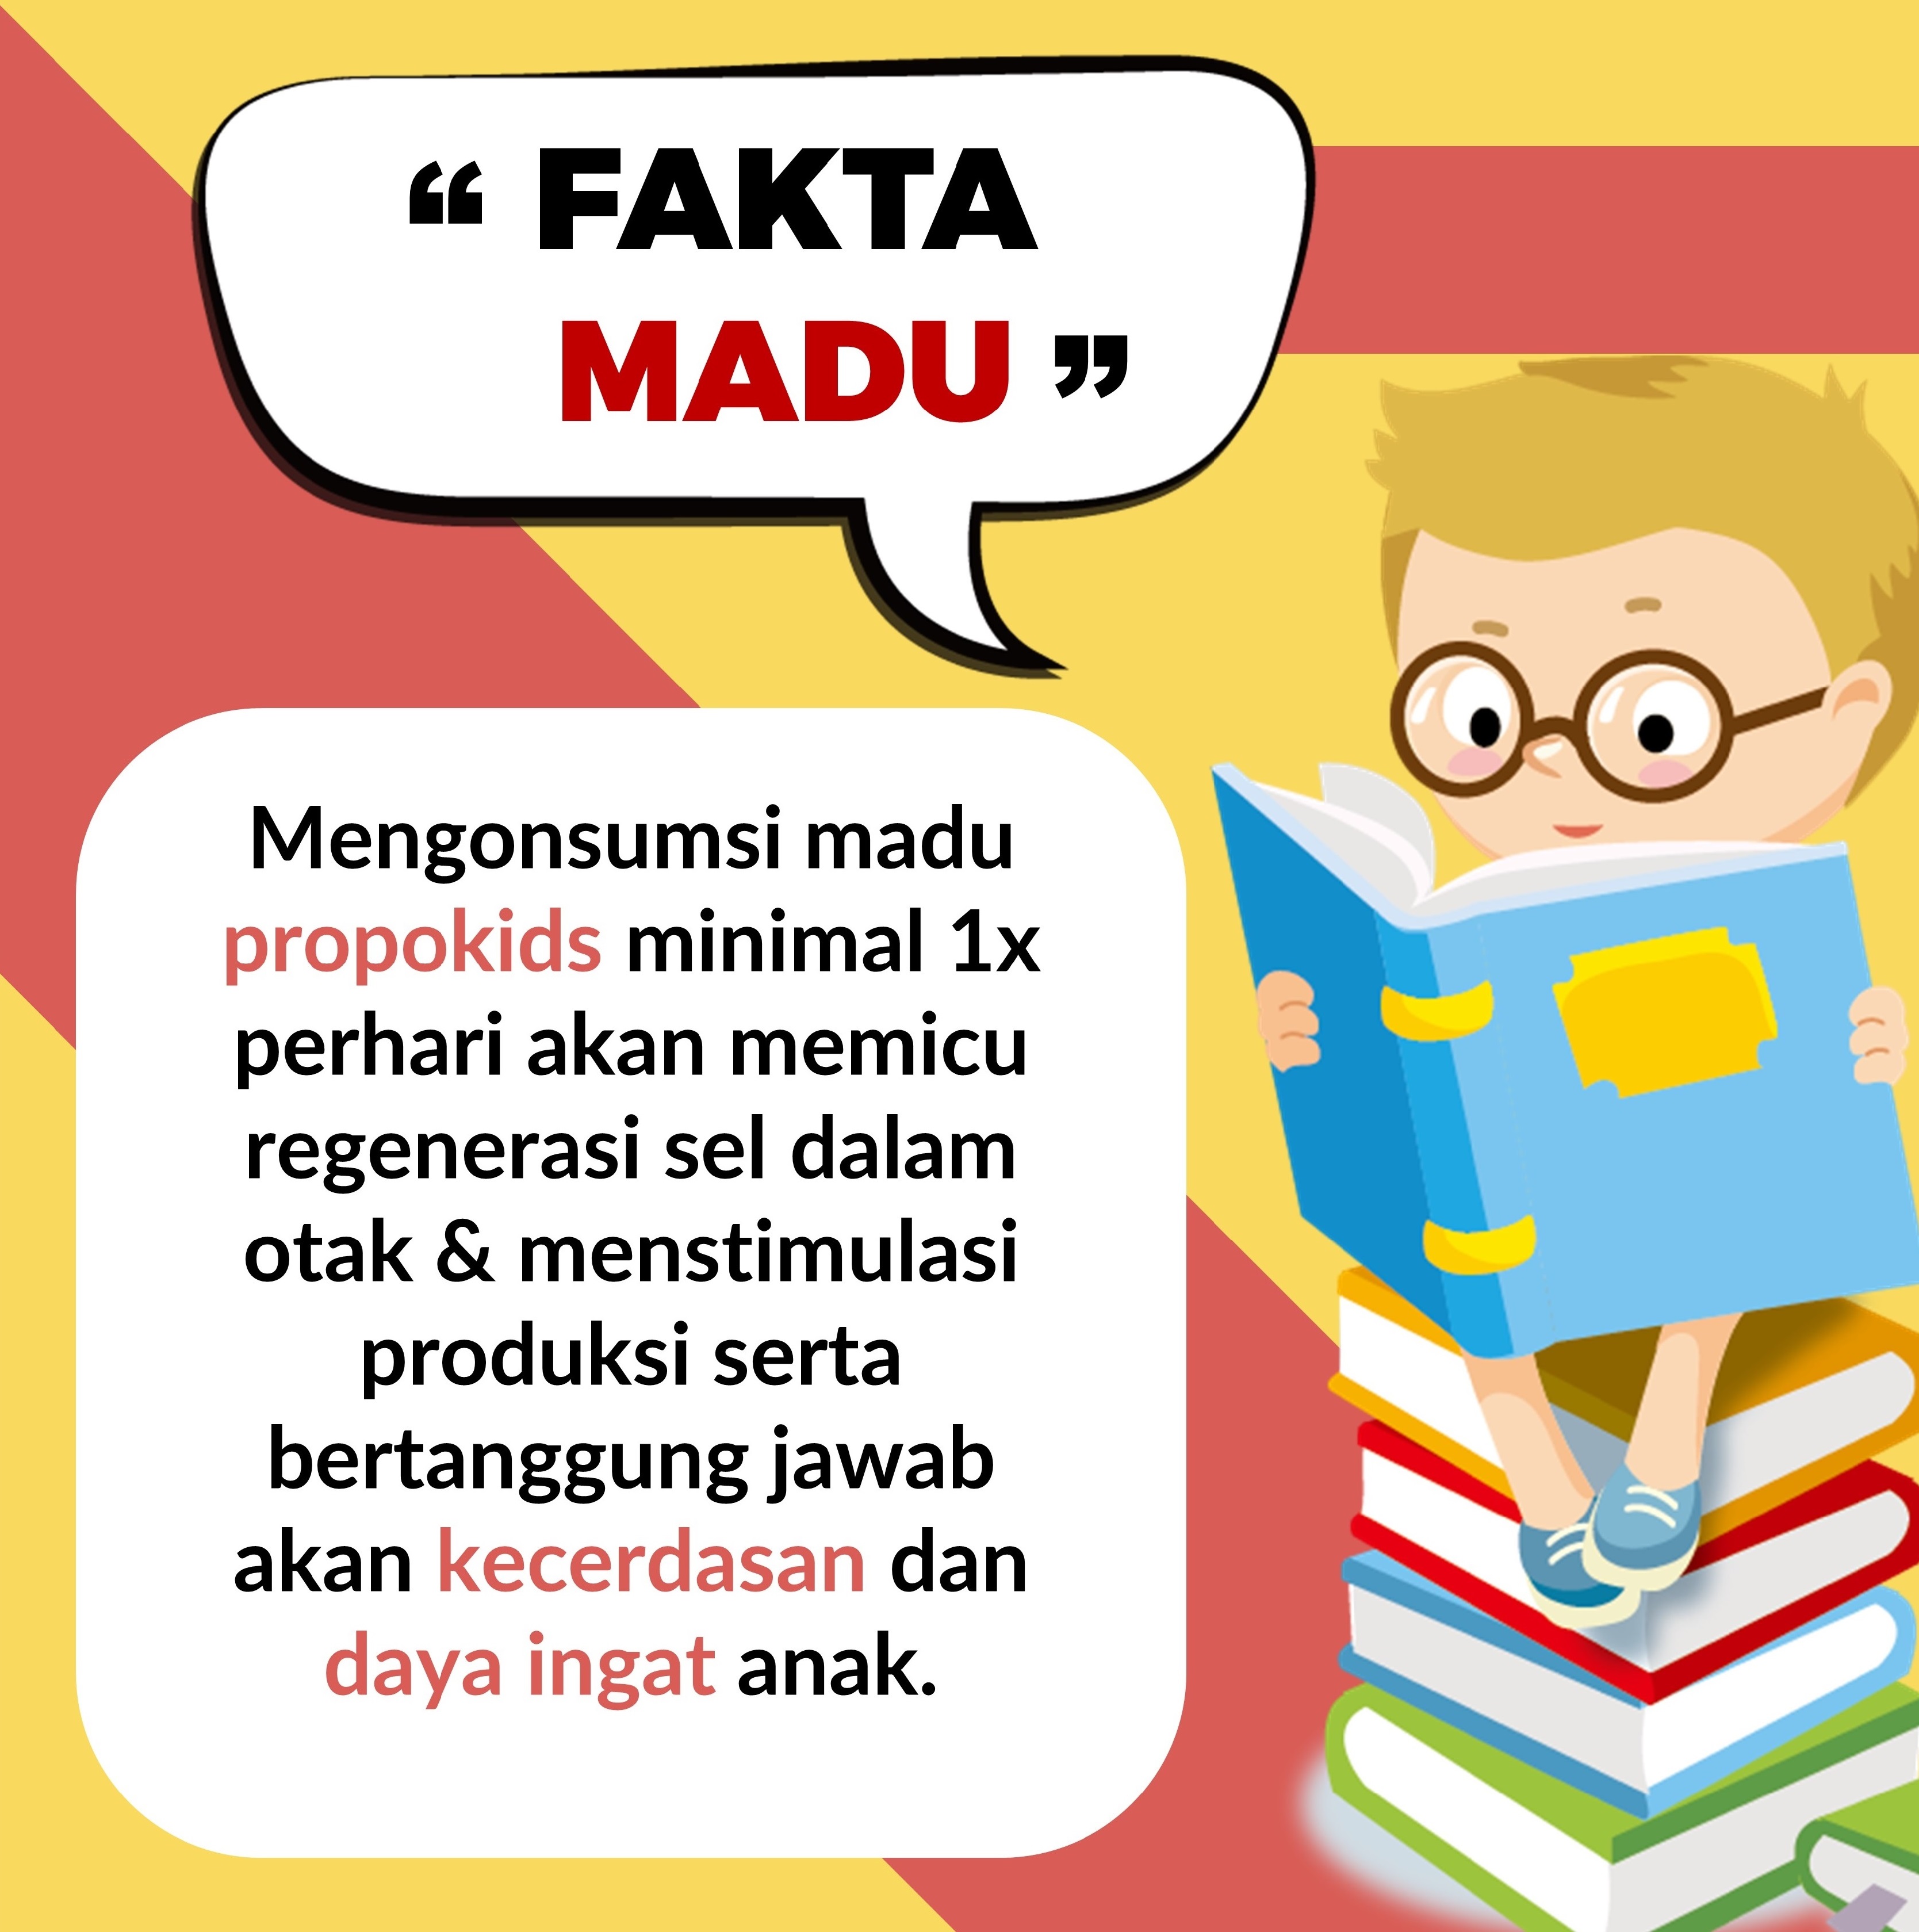 “ FAKTA
MADU ”
Mengonsumsi madu
propokids minimal 1x
perhari akan memicu
regenerasi sel dalam
otak & menstimulasi
produksi serta
bertanggung jawab
akan kecerdasan dan
daya ingat anak.